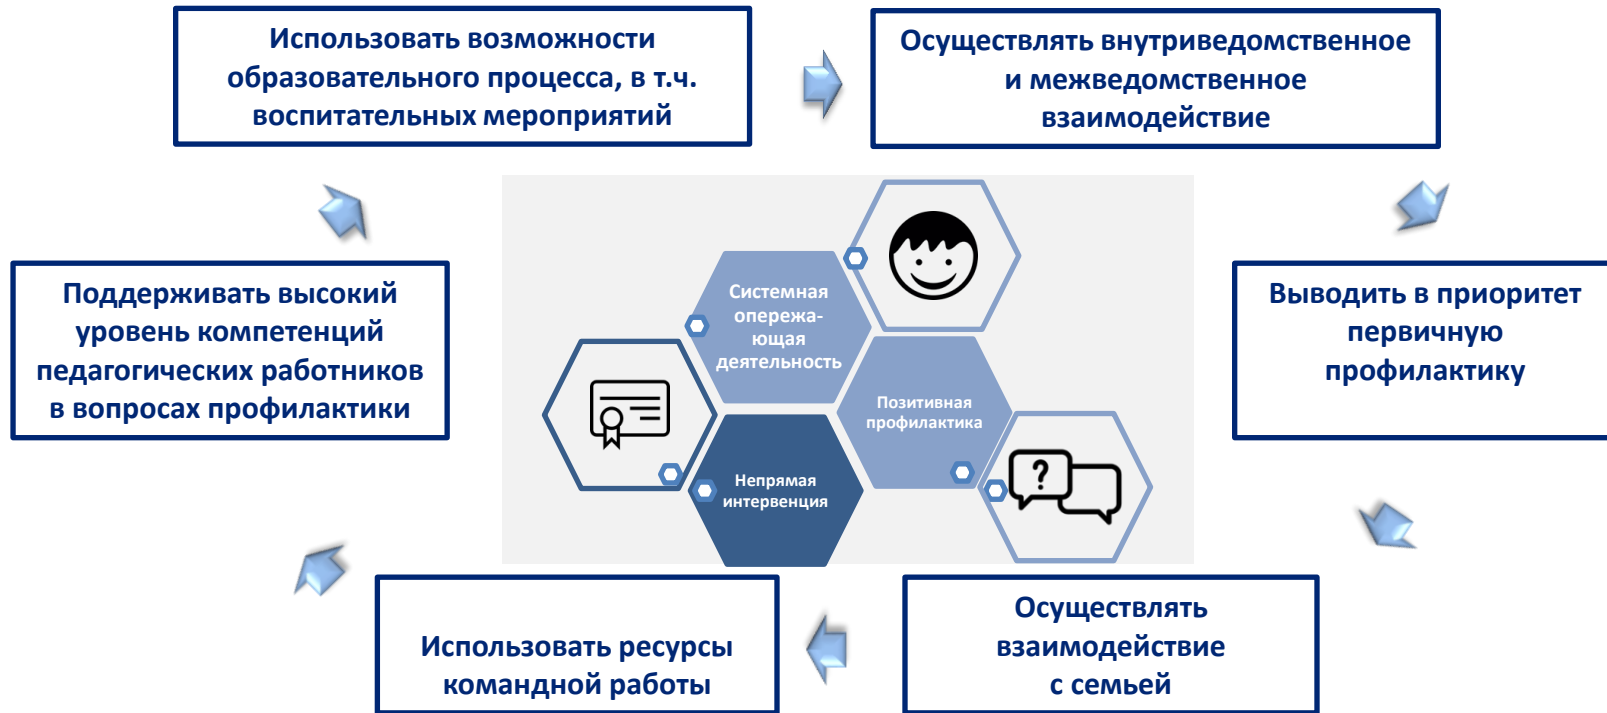 Использовать возможности
образовательного процесса, в т.ч.
воспитательных мероприятий
Осуществлять внутриведомственное
и межведомственное
взаимодействие
Поддерживать высокий
уровень компетенций
педагогических работников
в вопросах профилактики
Системная
опережа-
ющая
деятельность
Позитивная
профилактика
Непрямая
интервенция
?
Выводить в приоритет
первичную
профилактику
Использовать ресурсы
командной работы
Осуществлять
взаимодействие
с семьей